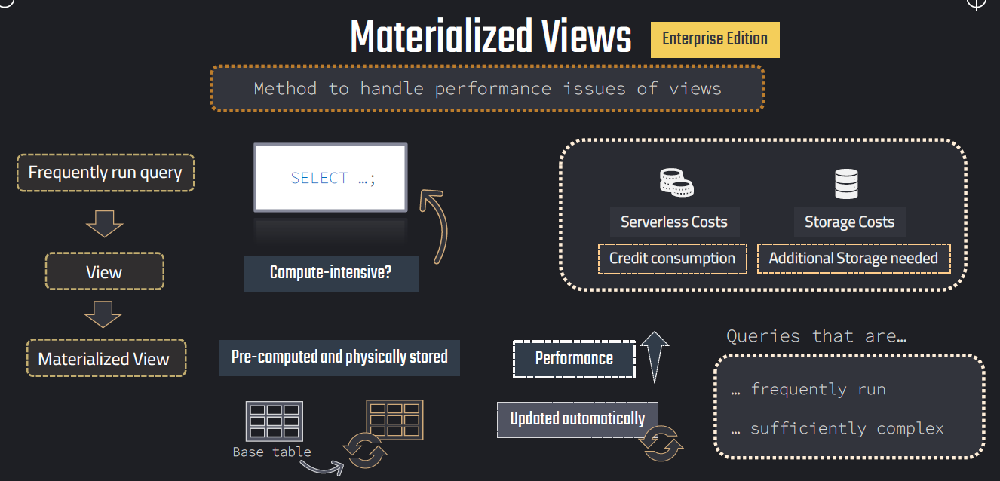 Materialized Views
Enterprise Edition
Method to handle performance issues of views
Frequently run query
SELECT …;
Serverless Costs
Storage Costs
Credit consumption
Additional Storage needed
View
Compute-intensive?
Materialized View
Pre-computed and physically stored
Performance
Queries that are…
… frequently run
… sufficiently complex
Updated automatically
Base table